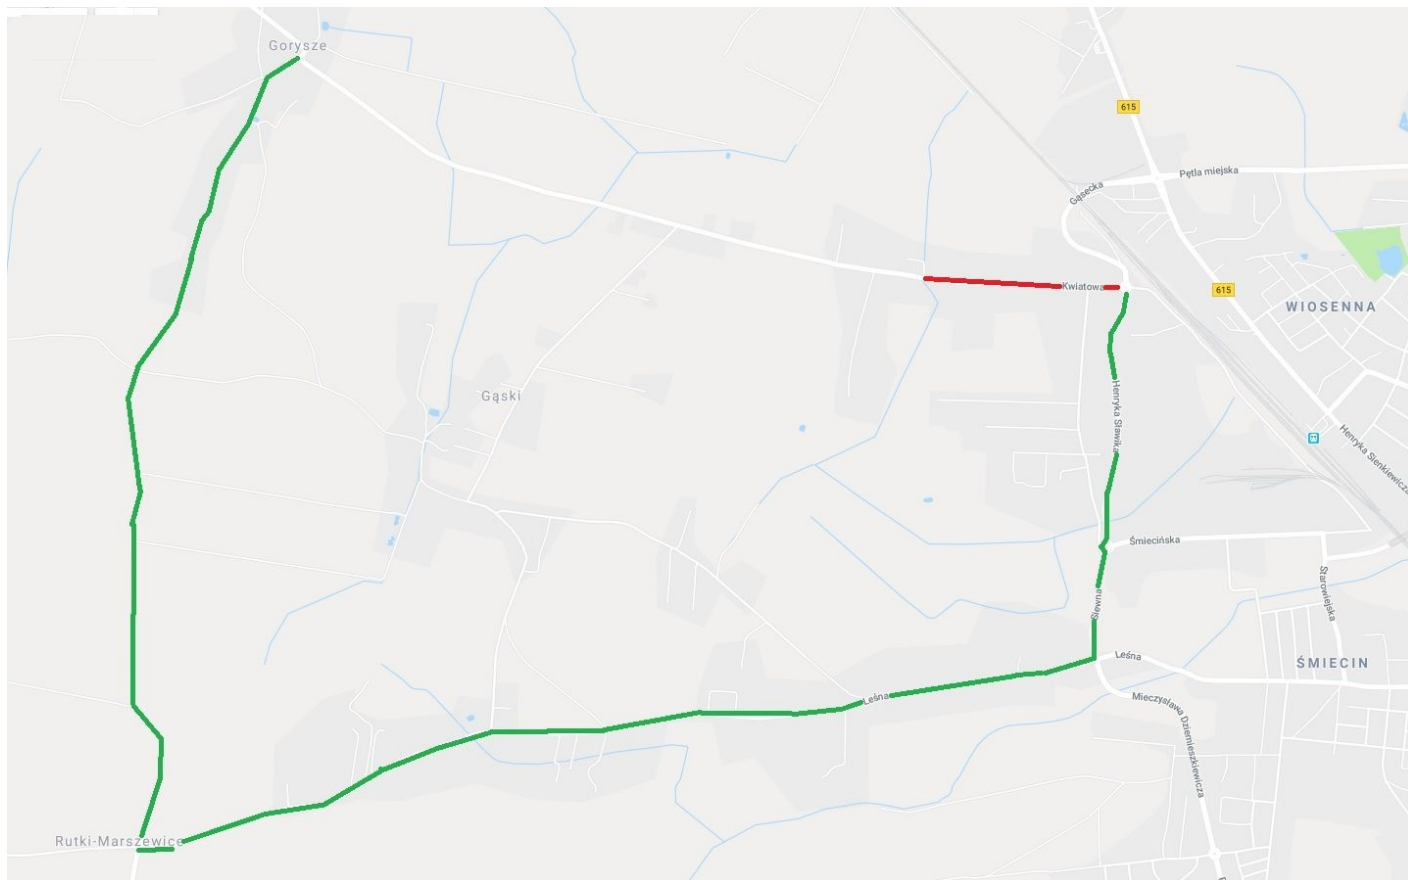 Gorysze
615
Pętla miejska
Gąsecka
Kwiatowa
615
WIOSENNA
Gąski
Henryka Sławika
Henryka Sienkiewicza
Śmiecińska
Starowiejska
Glewna
Leśna
ŚMIECIN
Leśna
Mieczysława Dziemieszkiewicza
Rutki-Marszewice